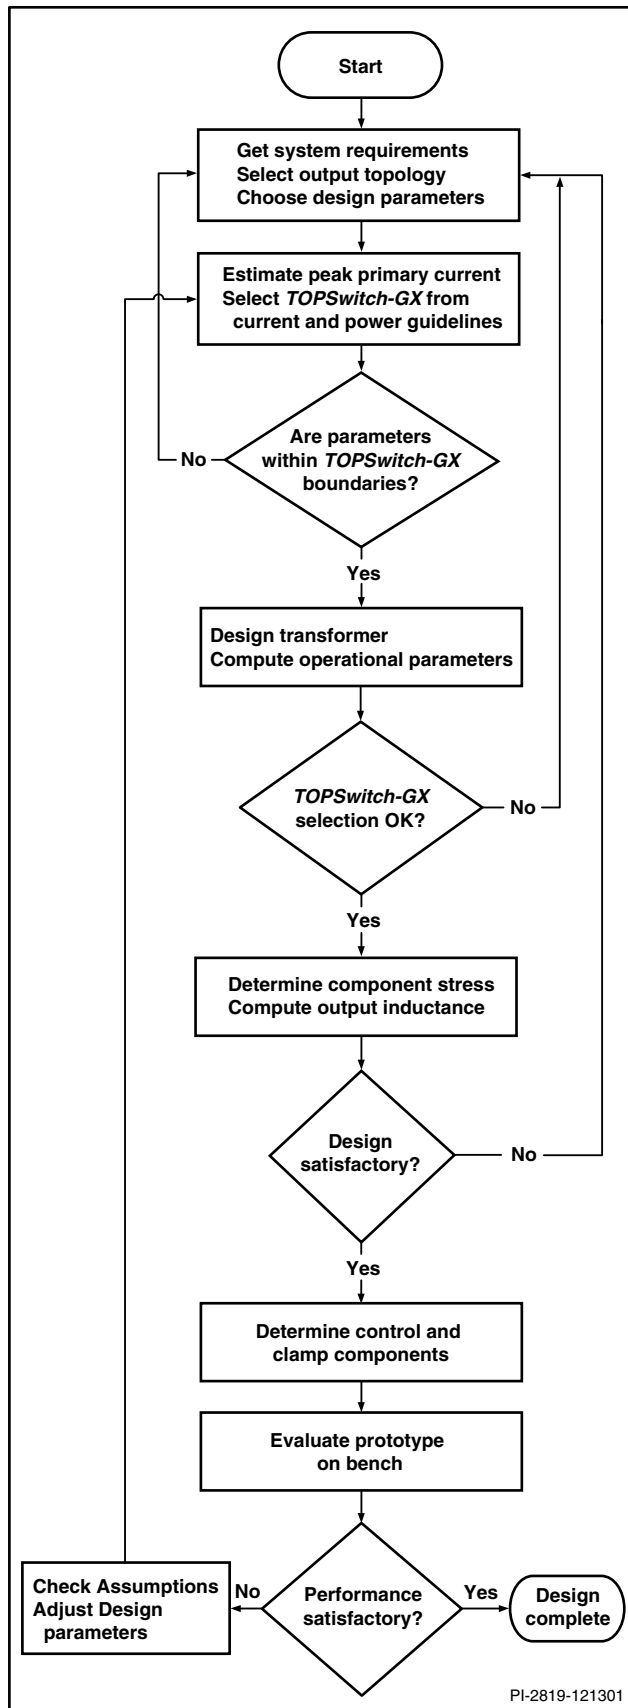 Start
Get system requirements
Select output topology
Choose design parameters
Estimate peak primary current
Select TOPSwitch-GX from
current and power guidelines
Are parameters
within TOPSwitch-GX
boundaries?
No
Yes
Design transformer
Compute operational parameters
TOPSwitch-GX
selection OK?
No
Yes
Determine component stress
Compute output inductance
Design
satisfactory?
No
Yes
Determine control and
clamp components
Evaluate prototype
on bench
Performance
satisfactory?
No
Check Assumptions
Adjust Design
parameters
Yes
Design
complete
PI-2819-121301